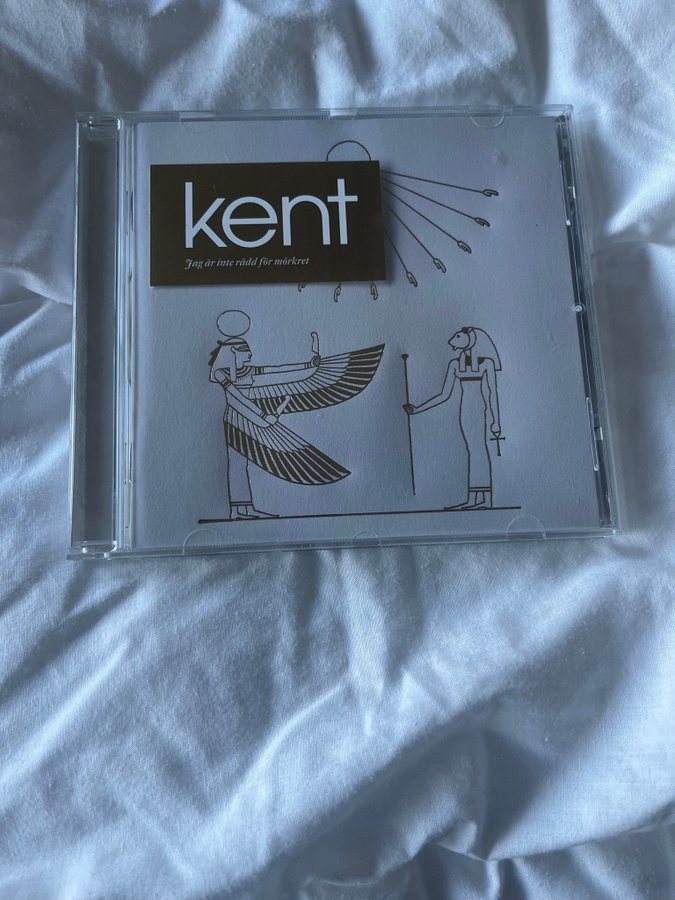 kent
Jag är inte rädd för mörkret